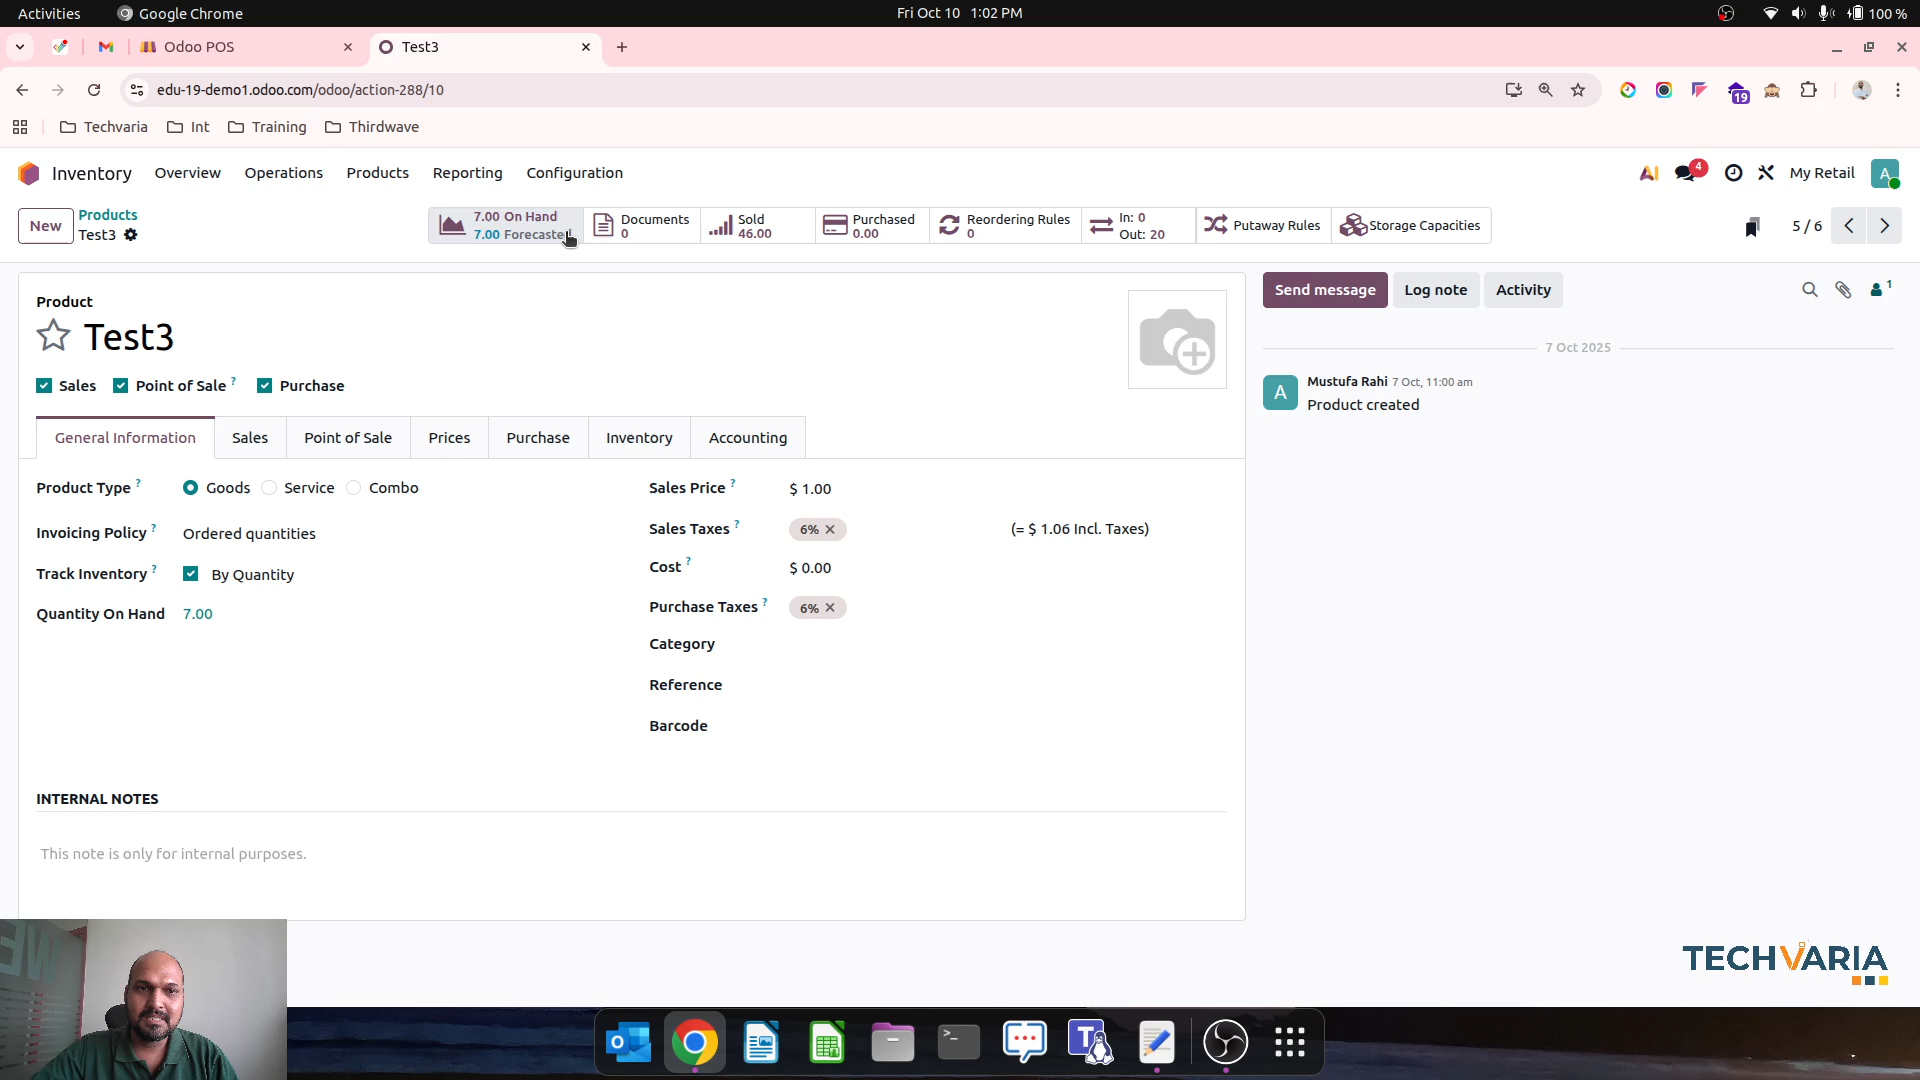 Activities
Google Chrome
Fri Oct 10 1:02 PM
100 %
Odoo POS
Test3
edu-19-demo1.odoo.com/odoo/action-288/10
19
Techvaria
Int
Training
Thirdwave
Inventory
Overview
Operations
Products
Reporting
Configuration
AI
4
My Retail
A
New
Products
Test3
7.00 On Hand
7.00 Forecasted
Documents
0
Sold
46.00
Purchased
0.00
Reordering Rules
0
In: 0
Out: 20
Putaway Rules
Storage Capacities
5 / 6
Product
Test3
Sales
Point of Sale ?
Purchase
General Information
Sales
Point of Sale
Prices
Purchase
Inventory
Accounting
Product Type ?
Goods
Service
Combo
Invoicing Policy ?
Ordered quantities
Track Inventory ?
By Quantity
Quantity On Hand
7.00
Sales Price ?
$ 1.00
Sales Taxes ?
6%
(= $ 1.06 Incl. Taxes)
Cost ?
$ 0.00
Purchase Taxes ?
6%
Category
Reference
Barcode
INTERNAL NOTES
This note is only for internal purposes.
Send message
Log note
Activity
1
7 Oct 2025
A
Mustufa Rahi 7 Oct, 11:00 am
Product created
TECHVARIA